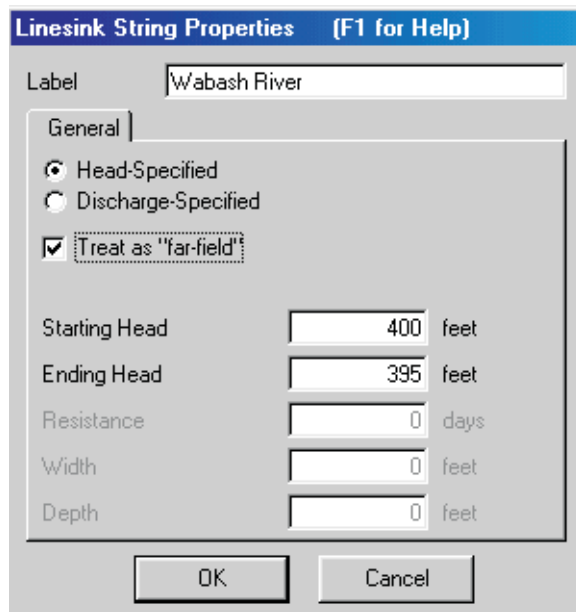 Linesink String Properties (F1 for Help)
Label Wabash River
General
Head-Specified
Discharge-Specified
Treat as "far-field"
Starting Head 400 feet
Ending Head 395 feet
Resistance 0 days
Width 0 feet
Depth 0 feet
OK Cancel